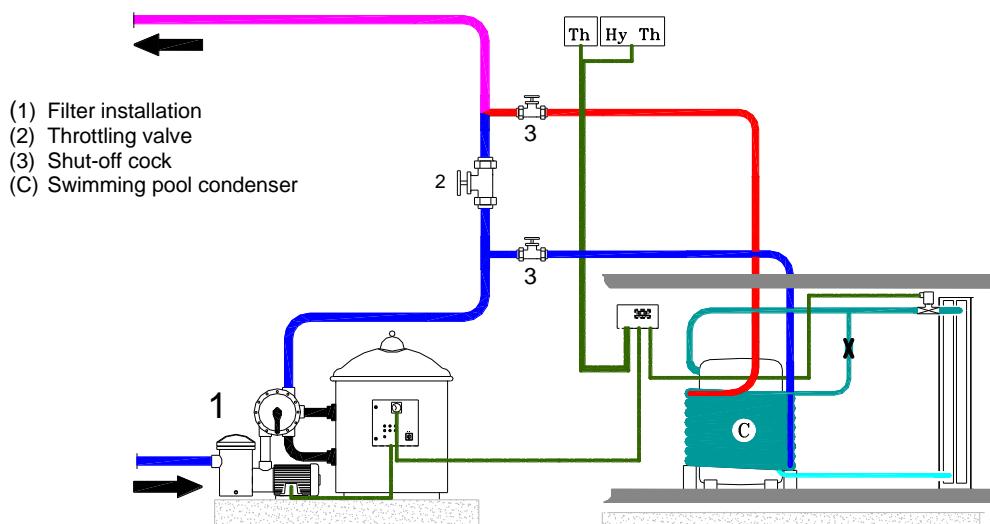 Th
Hy Th
(1) Filter installation
(2) Throttling valve
(3) Shut-off cock
(C) Swimming pool condenser
3
2
3
1
C